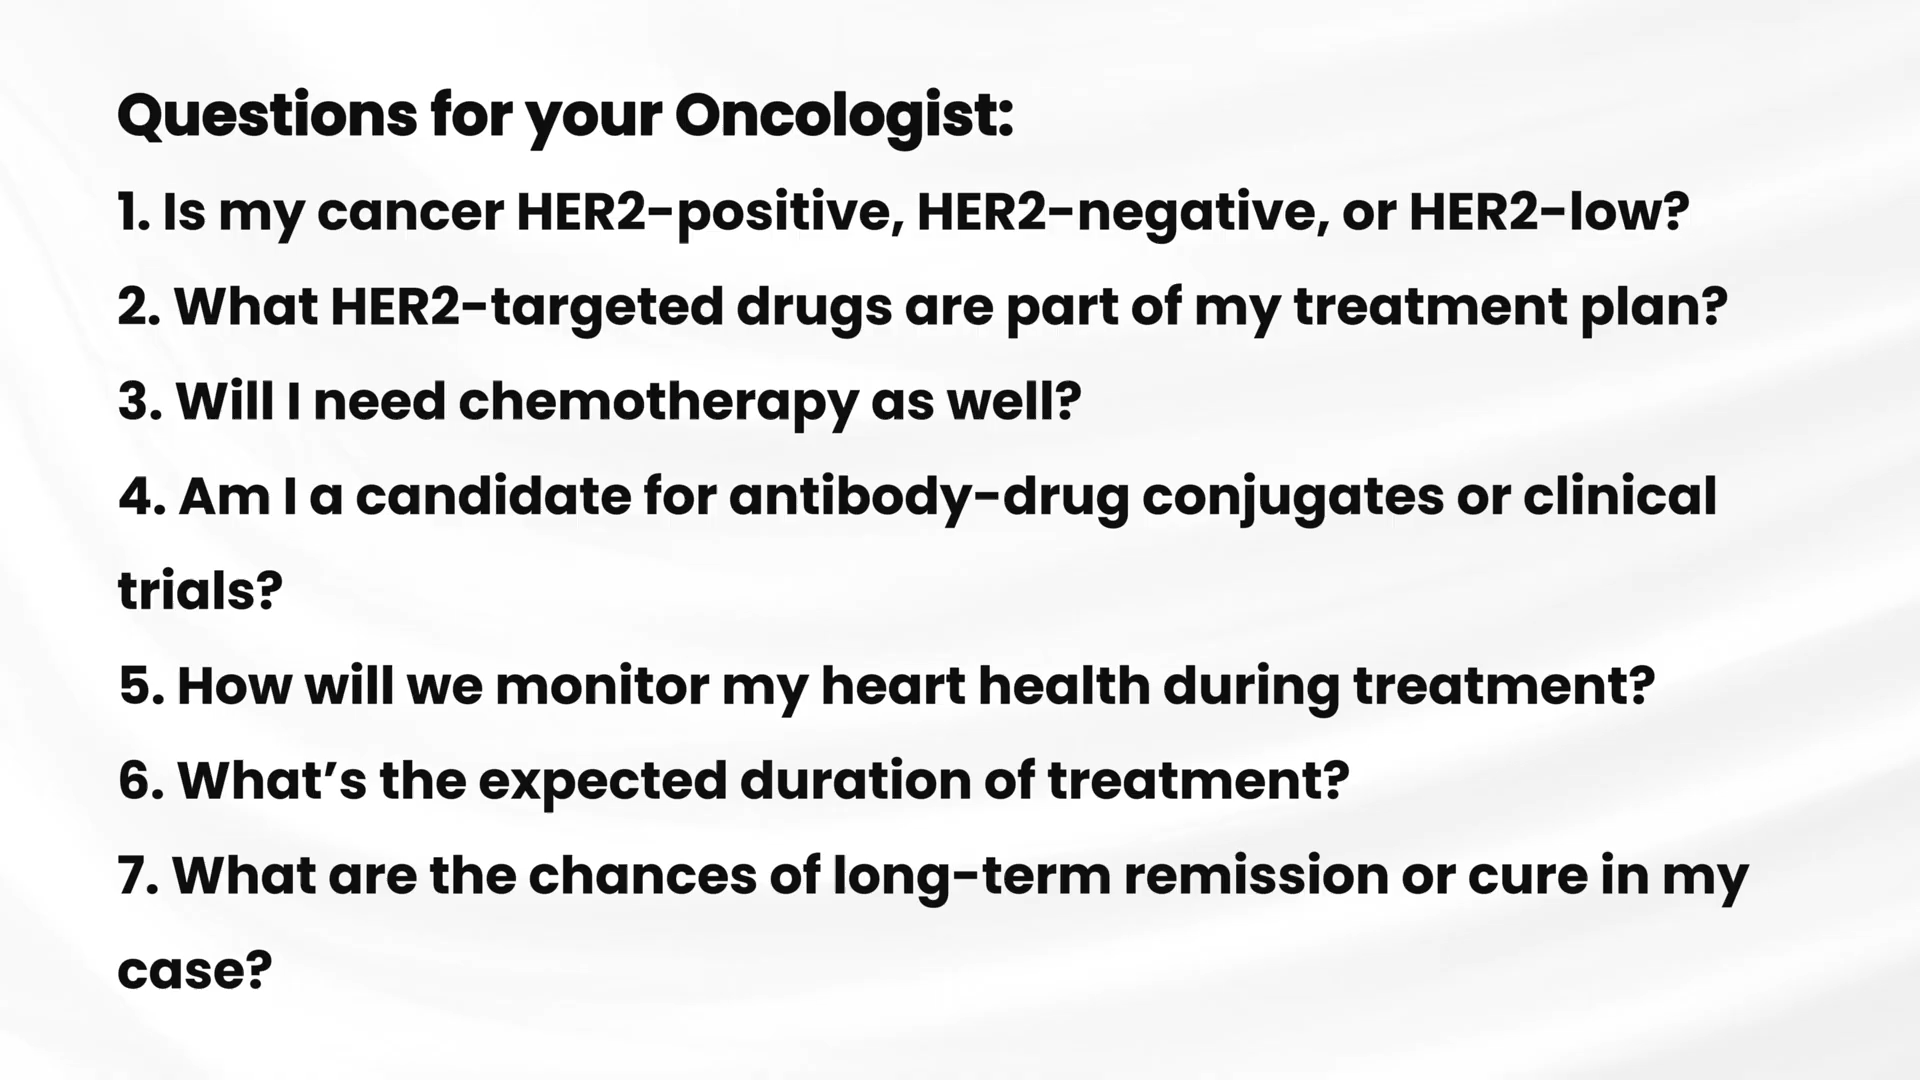 Questions for your Oncologist:
1. Is my cancer HER2-positive, HER2-negative, or HER2-low?
2. What HER2-targeted drugs are part of my treatment plan?
3. Will I need chemotherapy as well?
4. Am I a candidate for antibody-drug conjugates or clinical
trials?
5. How will we monitor my heart health during treatment?
6. What’s the expected duration of treatment?
7. What are the chances of long-term remission or cure in my
case?